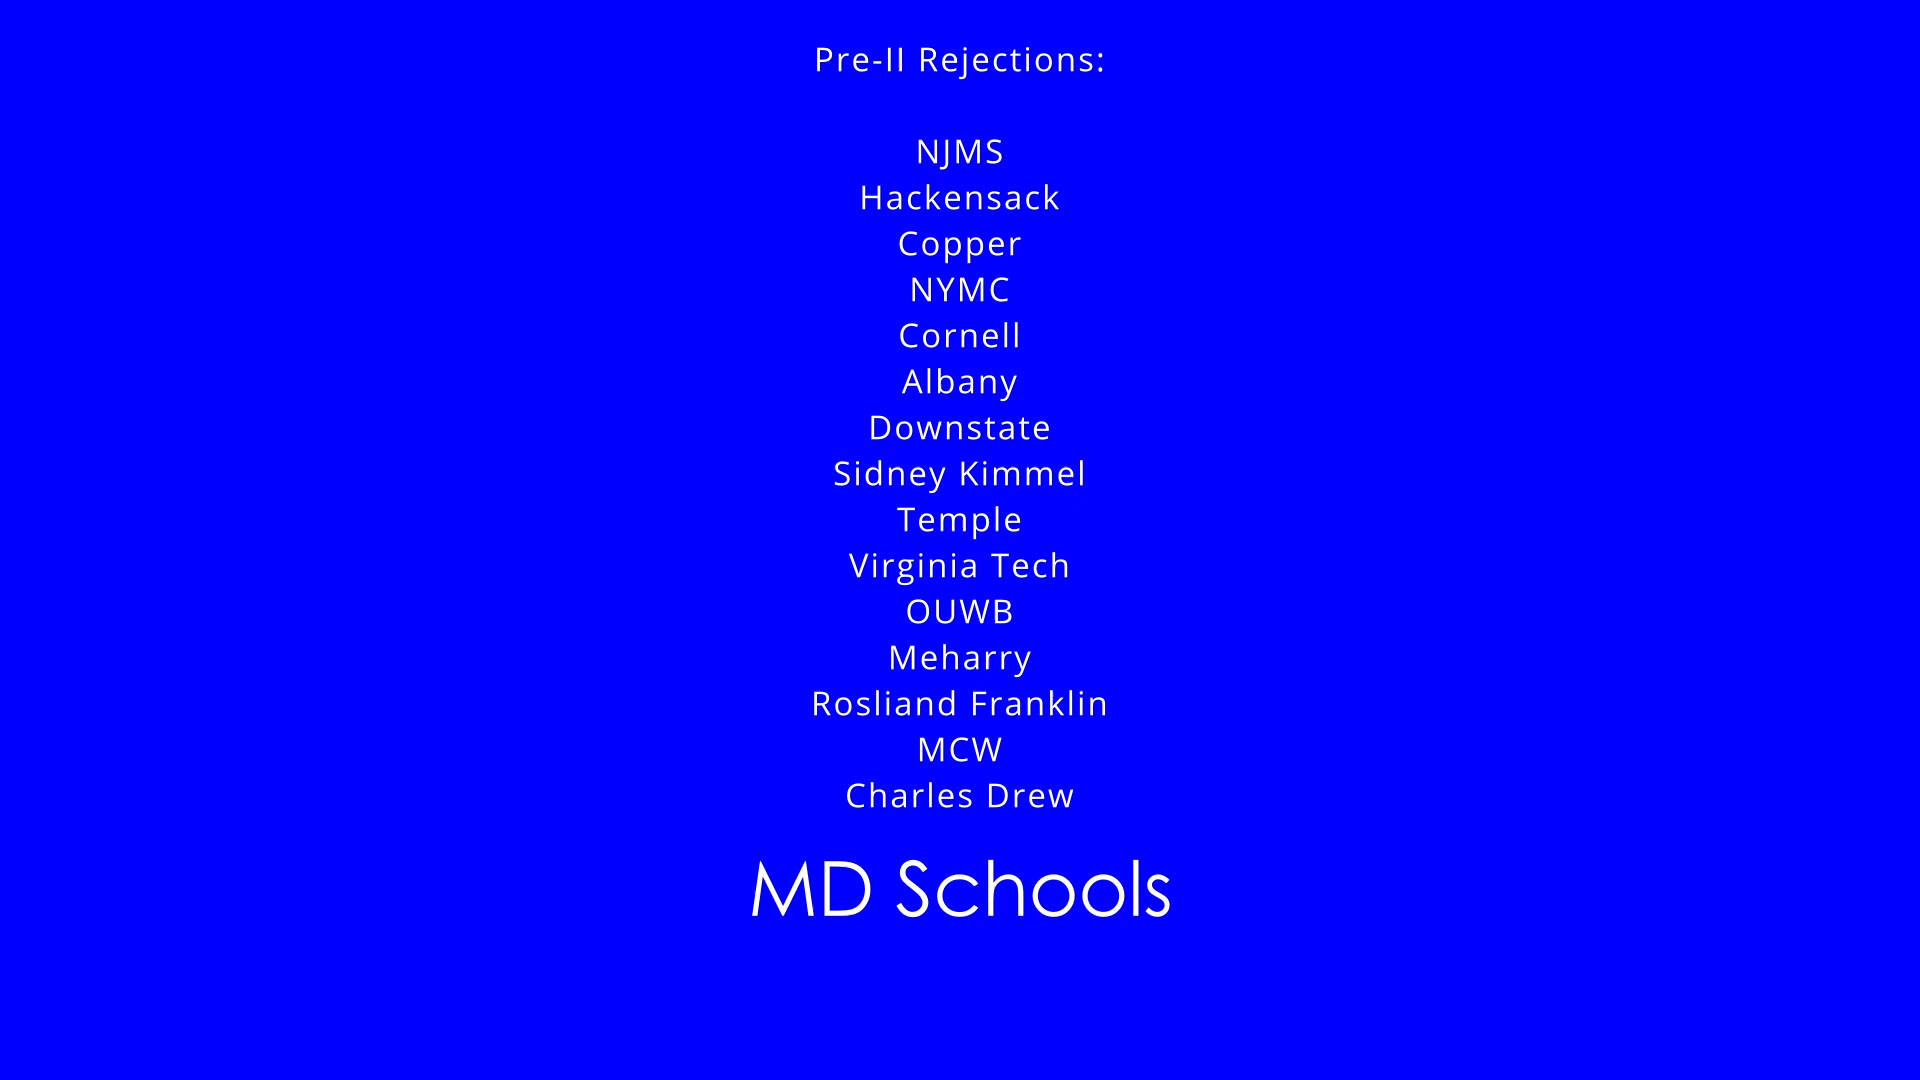 Pre-II Rejections:
NJMS
Hackensack
Copper
NYMC
Cornell
Albany
Downstate
Sidney Kimmel
Temple
Virginia Tech
OUWB
Meharry
Rosliand Franklin
MCW
Charles Drew
MD Schools